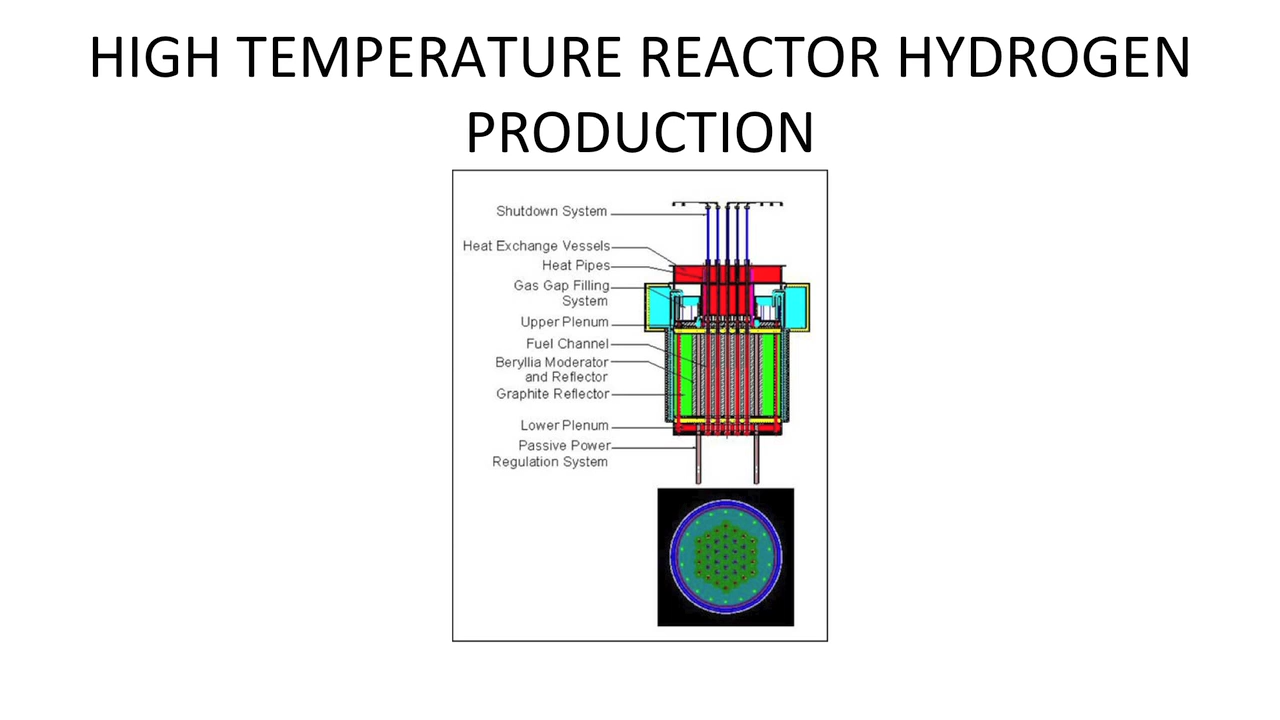 HIGH TEMPERATURE REACTOR HYDROGEN
PRODUCTION
Shutdown System
Heat Exchange Vessels
Heat Pipes
Gas Gap Filling
System
Upper Plenum
Fuel Channel
Beryllia Moderator
and Reflector
Graphite Reflector
Lower Plenum
Passive Power
Regulation System